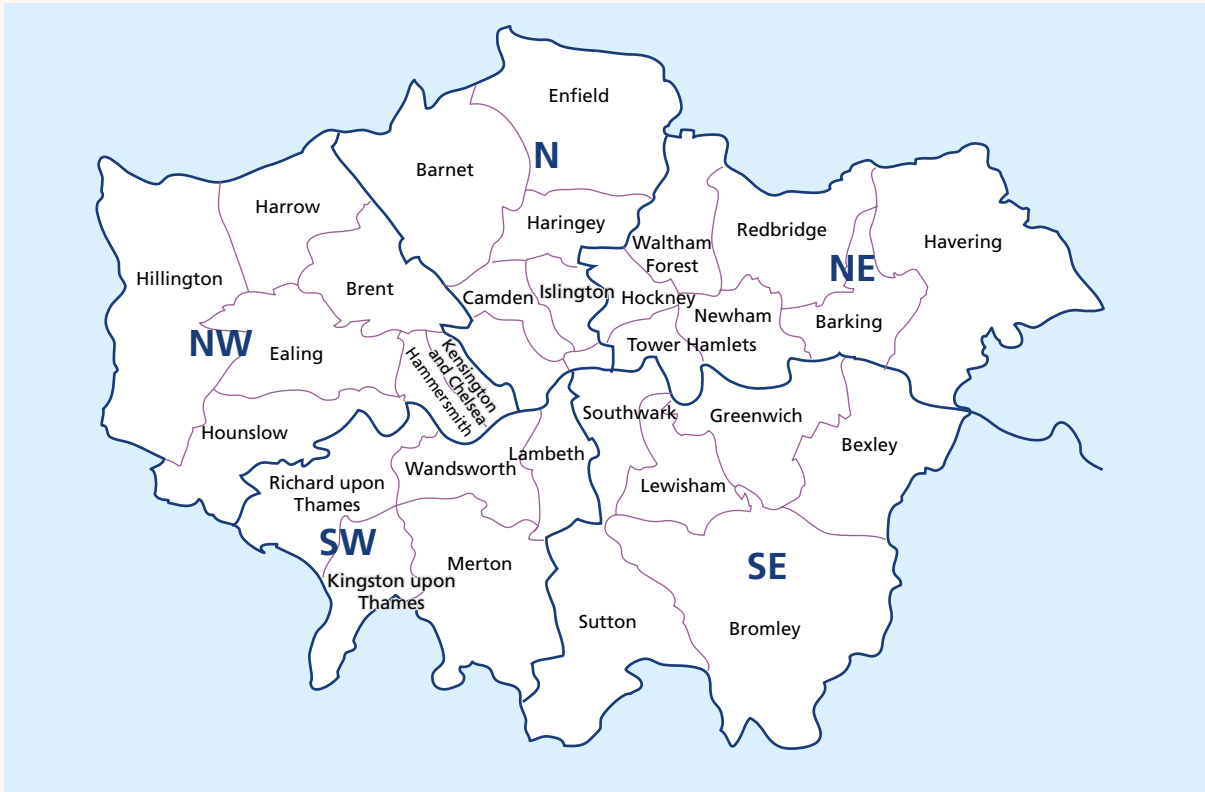 Enfield
N
Barnet
Harrow
Haringey
Redbridge
Waltham
Forest
Havering
NE
Hillington
Brent
Camden
Islington
Hockney
Newham
Barking
NW
Ealing
Tower Hamlets
Kensington
and Chelsea
Hammersmith
Southwark
Greenwich
Hounslow
Bexley
Lambeth
Wandsworth
Richard upon
Thames
Lewisham
SW
Merton
SE
Kingston upon
Thames
Sutton
Bromley